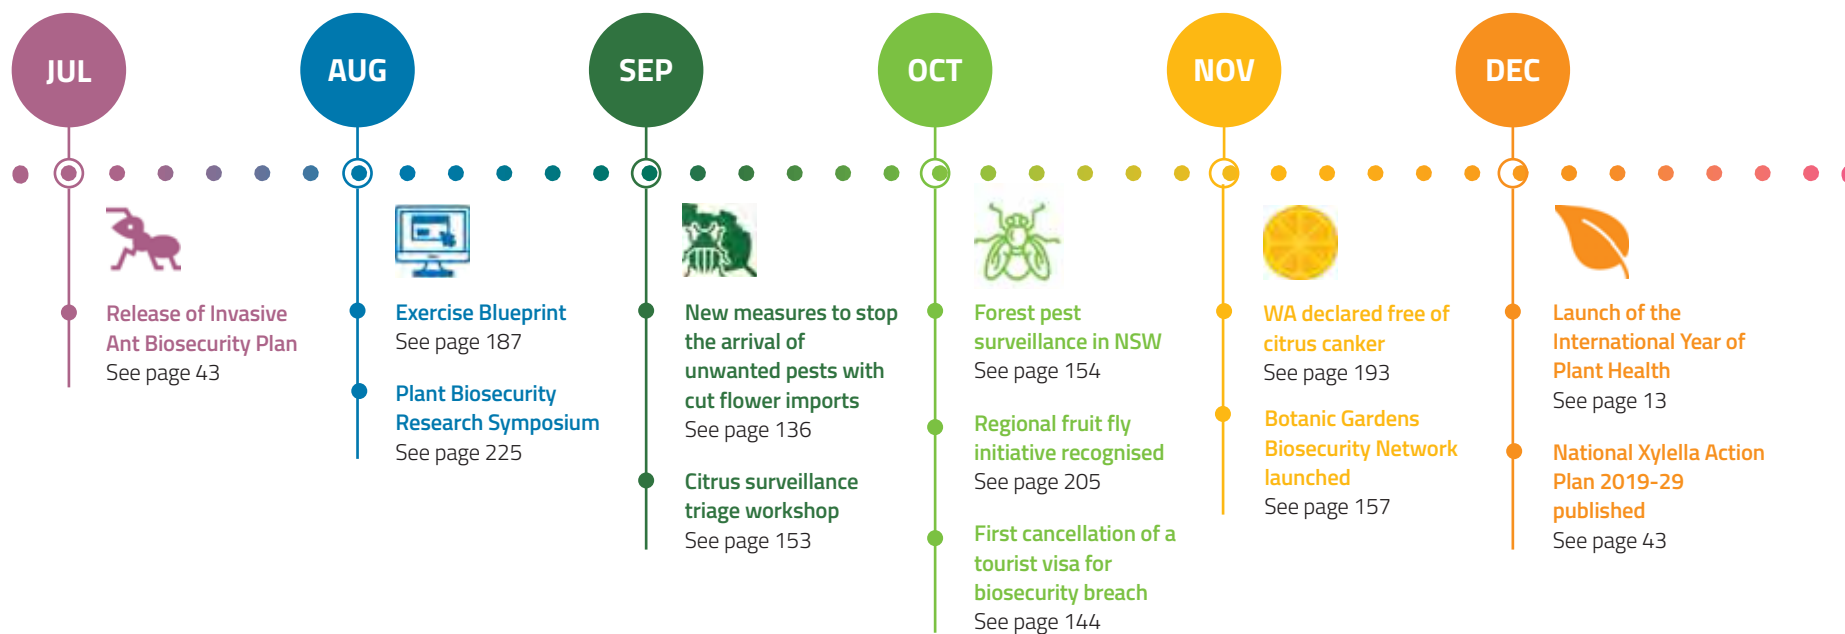 JUL
AUG
SEP
OCT
NOV
DEC
Release of Invasive
Ant Biosecurity Plan
See page 43
Exercise Blueprint
See page 187
Plant Biosecurity
Research Symposium
See page 225
New measures to stop
the arrival of
unwanted pests with
cut flower imports
See page 136
Citrus surveillance
triage workshop
See page 153
Forest pest
surveillance in NSW
See page 154
Regional fruit fly
initiative recognised
See page 205
First cancellation of a
tourist visa for
biosecurity breach
See page 144
WA declared free of
citrus canker
See page 193
Botanic Gardens
Biosecurity Network
launched
See page 157
Launch of the
International Year of
Plant Health
See page 13
National Xylella Action
Plan 2019-29
published
See page 43